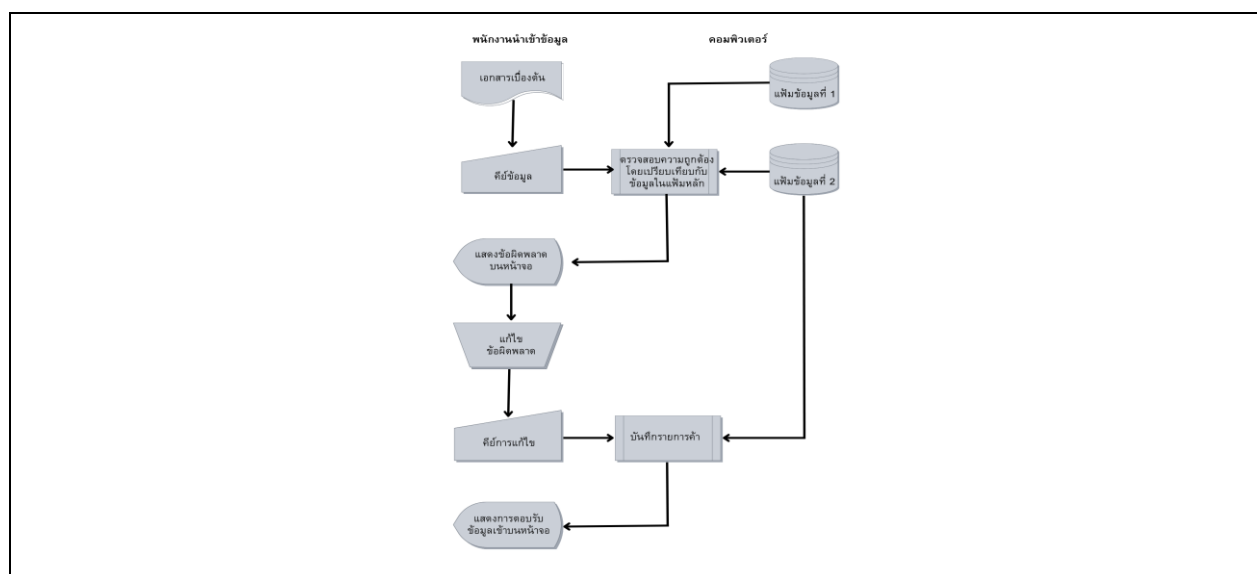 พนักงานนำเข้าข้อมูล
คอมพิวเตอร์
เอกสารเบื้องต้น
แฟ้มข้อมูลที่ 1
คีย์ข้อมูล
ตรวจสอบความถูกต้อง
โดยเปรียบเทียบกับ
ข้อมูลในแฟ้มหลัก
แฟ้มข้อมูลที่ 2
แสดงข้อผิดพลาด
บนหน้าจอ
แก้ไข
ข้อผิดพลาด
คีย์การแก้ไข
บันทึกรายการค้า
แสดงการตอบรับ
ข้อมูลเข้าบนหน้าจอ